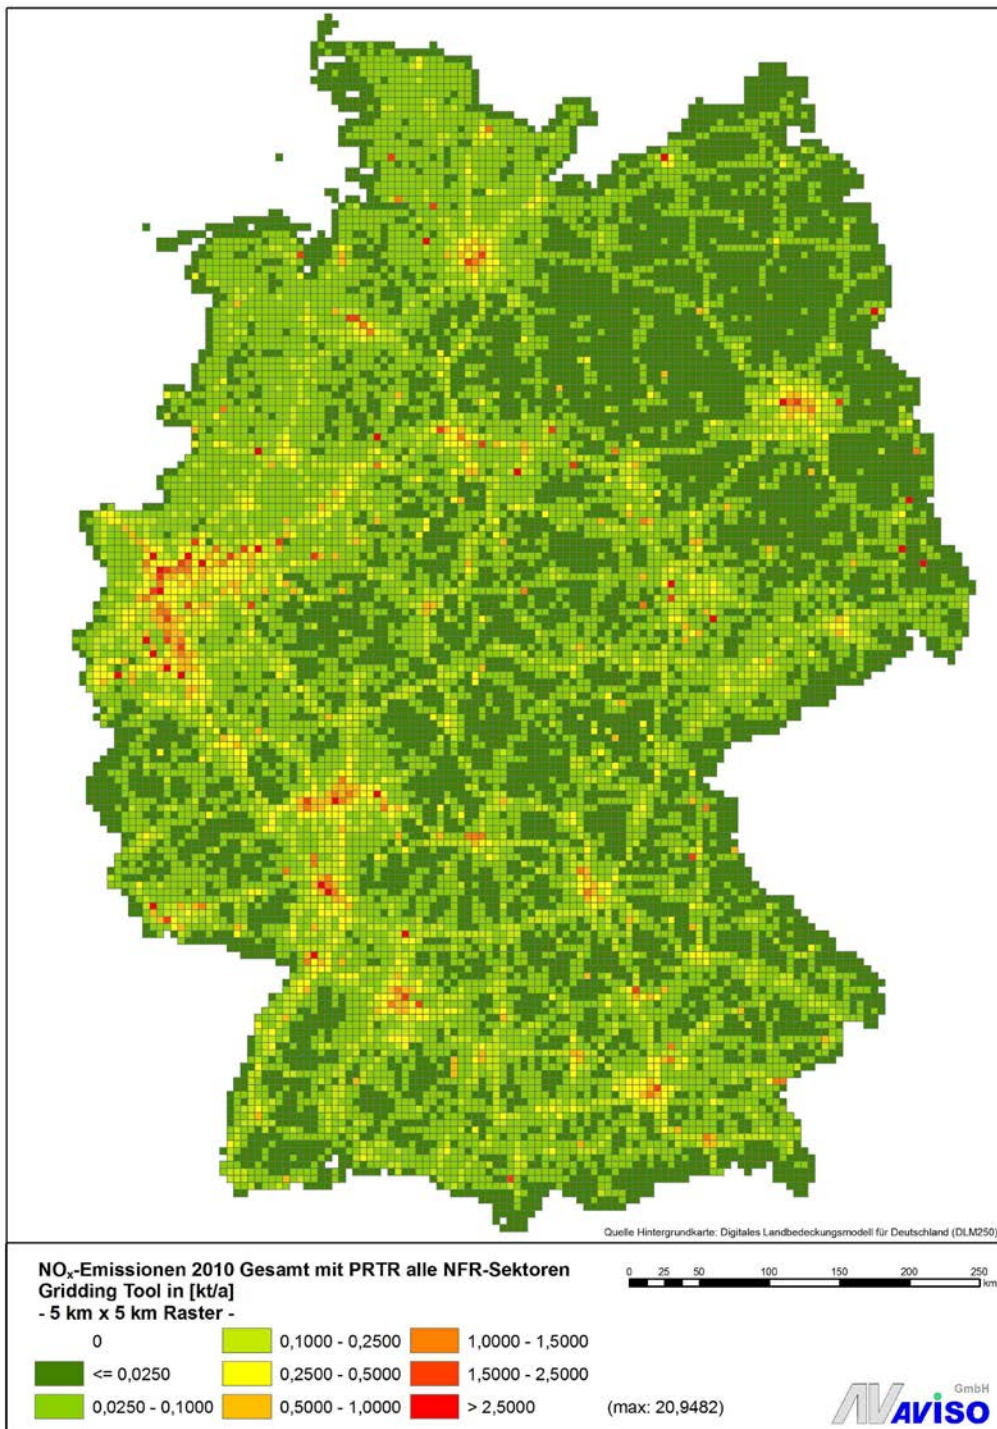 Quelle Hintergrundkarte: Digitales Landbedeckungsmodell für Deutschland (DLM250)
NOx-Emissionen 2010 Gesamt mit PRTR alle NFR-Sektoren
Gridding Tool in [kt/a]
- 5 km x 5 km Raster -
0 25 50 100 150 200 250
km
0
<= 0,0250
0,0250 - 0,1000
0,1000 - 0,2500
0,2500 - 0,5000
0,5000 - 1,0000
1,0000 - 1,5000
1,5000 - 2,5000
> 2,5000
(max: 20,9482)
GmbH
AVISO